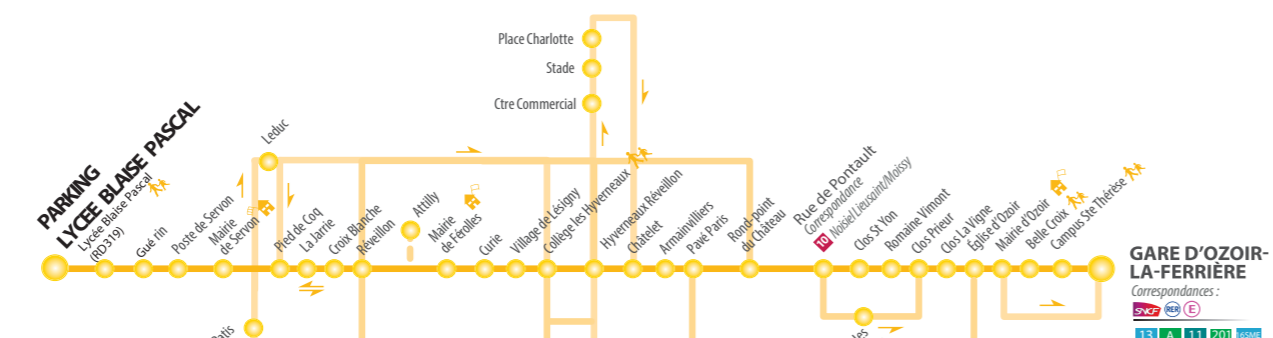 Place Charlotte
Stade
Ctre Commercial
PARKING
LYCEE BLAISE PASCAL
Lycée Blaise Pascal
(RD319)
Gué rin
Poste de Servon
Mairie
de Servon
Leduc
Pied de Coq
La Jarrie
Croix Blanche
Réveillon
Attilly
Mairie
de Férolles
Curie
Village de Lésigny
Collège les Hyverneaux
Hyverneaux Réveillon
Châtelet
Armainvilliers
Pavé Paris
Rond-point
du Château
Rue de Pontault
Correspondance
10 Noisiel Lieusaint/Moissy
Clos St Yon
Romaine Vimont
Clos Prieur
Clos La Vigne
Église d'Ozoir
Mairie d'Ozoir
Belle Croix
Campus Ste Thérèse
GARE D'OZOIR-
LA-FERRIÈRE
Correspondances :
SNCF RER E
13 A 11 201 16SME